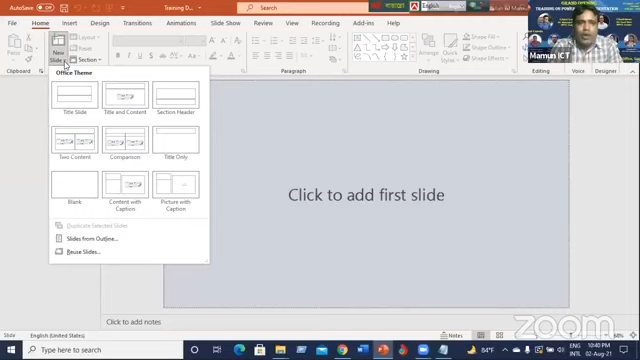 AutoSave
Off
Training D...
English
File
Home
Insert
Design
Transitions
Animations
Slide Show
Review
View
Recording
Add-ins
Help
Paste
New
Slide
Layout
Reset
Section
Shape Fill
Shape Outline
Shape Effects
Clipboard
Paragraph
Drawing
Editing
Voice
Designer
Mamun ICT
Office Theme
Title Slide
Title and Content
Section Header
Two Content
Comparison
Title Only
Blank
Content with
Caption
Picture with
Caption
Duplicate Selected Slides
Slides from Outline...
Reuse Slides...
Click to add first slide
Click to add notes
Slide
English (United States)
Notes
zoom
Type here to search
84°F
ENG
INTL
10:40 PM
02-Aug-21